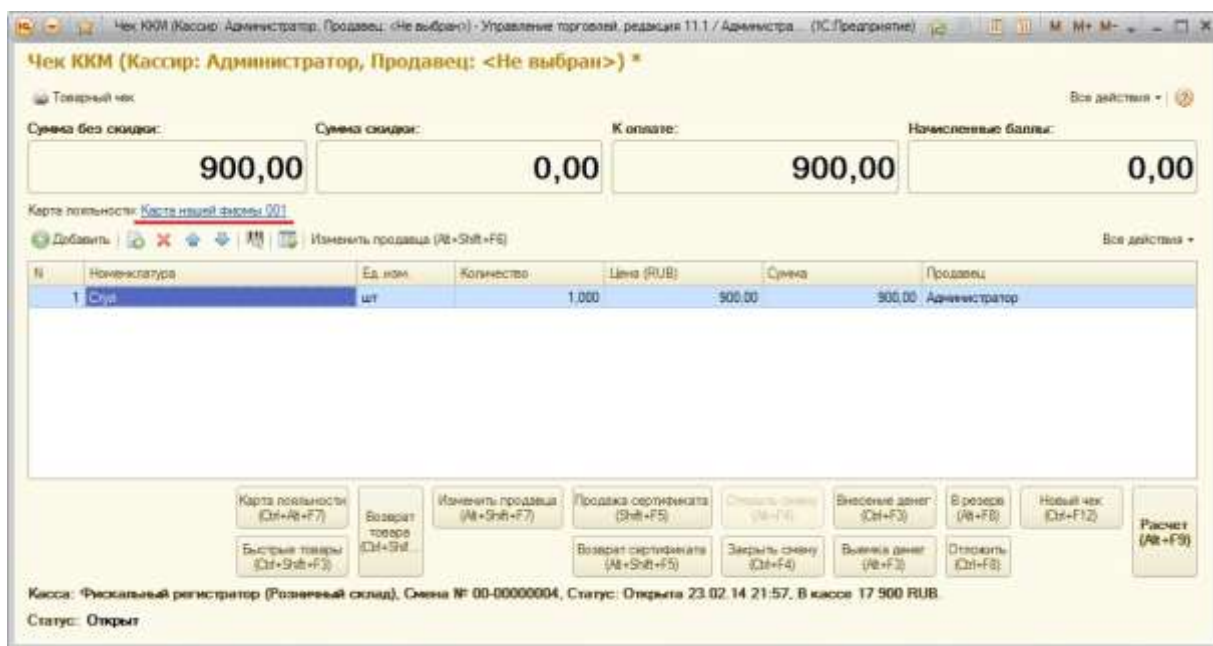 Чек ККМ (Кассир: Администратор, Продавец: <Не выбран>) - Управление торговлей, редакция 11.1 / Администра... (1С:Предприятие) M M+ M-
Чек ККМ (Кассир: Администратор, Продавец: <Не выбран>) *
Товарный чек Все действия
Сумма без скидки: Сумма скидки: К оплате: Начисленные баллы:
900,00 0,00 900,00 0,00
Карта лояльности: Карта нашей фирмы 001
Добавить Изменить продавца (Alt+Shift+F6) Все действия
N Номенклатура Ед. изм. Количество Цена (RUB) Сумма Продавец
1 Стул шт 1,000 900,00 900,00 Администратор
Карта лояльности (Ctrl+Alt+F7)
Быстрые товары (Ctrl+Shift+F3)
Возврат товара (Ctrl+Shif...
Изменить продавца (Alt+Shift+F7)
Продажа сертификата (Shift+F5)
Возврат сертификата (Alt+Shift+F5)
Открыть смену (Alt+F4)
Закрыть смену (Ctrl+F4)
Внесение денег (Ctrl+F3)
Выемка денег (Alt+F3)
В резерв (Alt+F8)
Отложить (Ctrl+F8)
Новый чек (Ctrl+F12)
Расчет (Alt+F9)
Касса: Фискальный регистратор (Розничный склад), Смена № 00-00000004, Статус: Открыта 23.02.14 21:57, В кассе 17 900 RUB.
Статус: Открыт